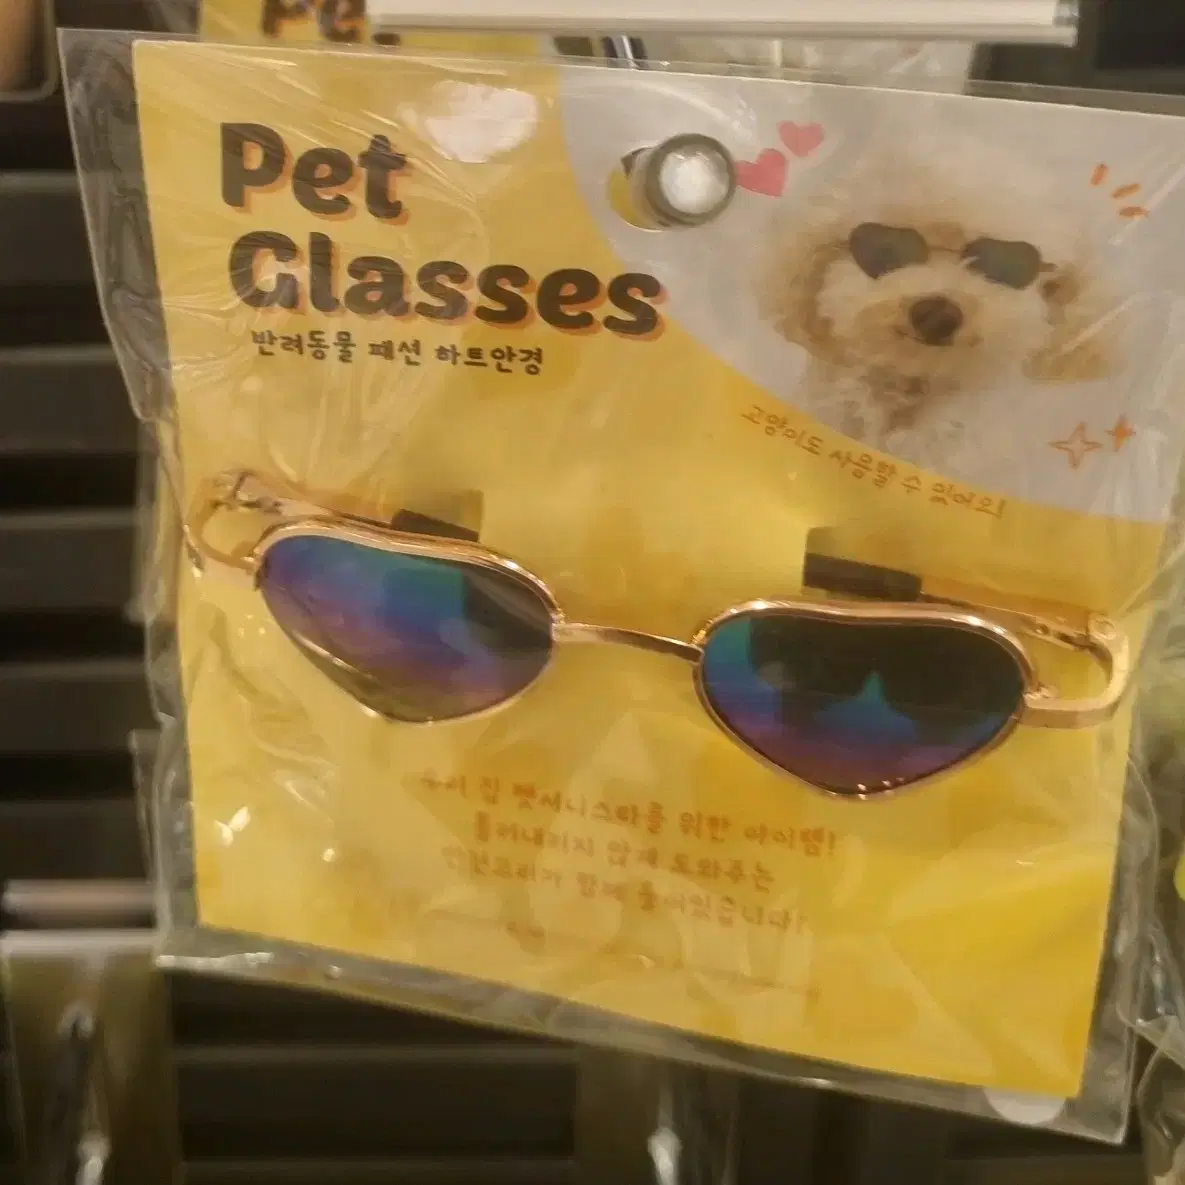 Pet
Pet
Glasses
반려동물 패션 하트안경
고양이도 사용할 수 있어요!
우리 집 펫셔니스타를 위한 아이템!
흘러내리지 않게 도와주는
안전고리가 함께 들어있습니다!